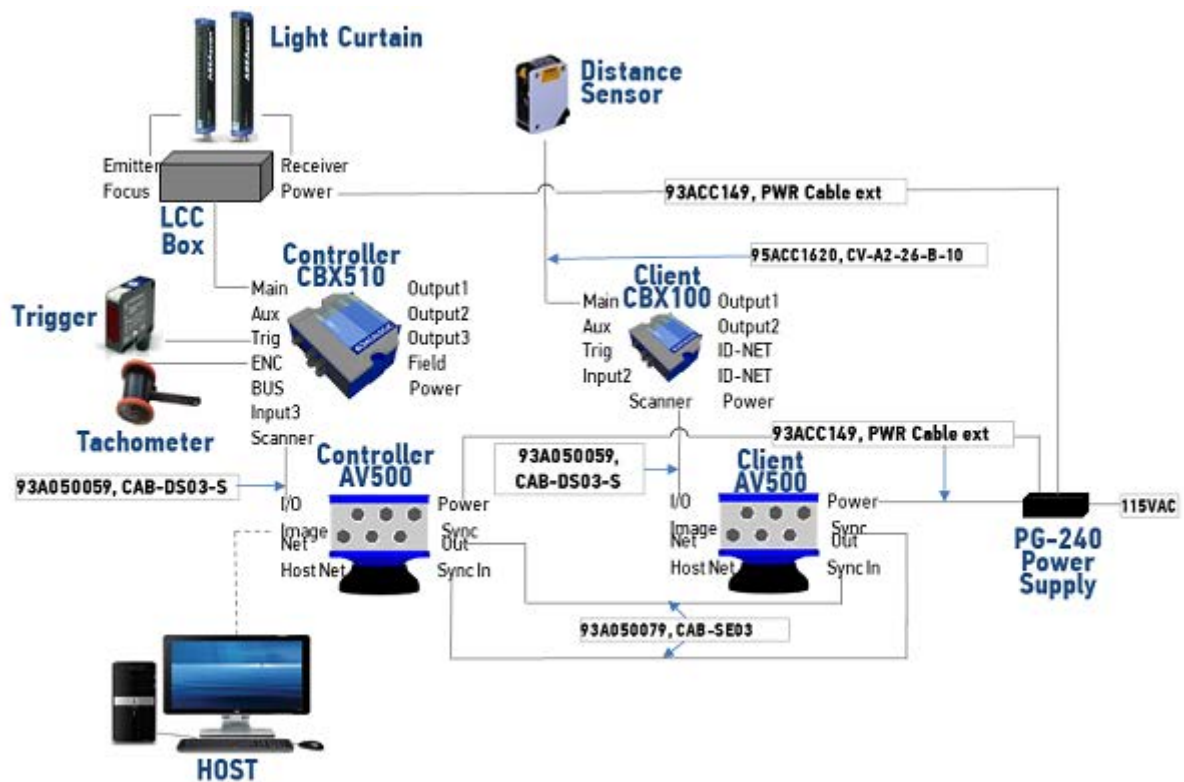 Light Curtain
Distance
Sensor
Emitter
Receiver
Focus
Power
LCC
Box
93ACC149, PWR Cable ext
95ACC1620, CV-A2-26-B-10
Controller
CBX510
Main
Aux
Trig
ENC
BUS
Input3
Scanner
Output1
Output2
Output3
Field
Power
Client
CBX100
Main
Aux
Trig
Input2
Scanner
Output1
Output2
ID-NET
ID-NET
Power
Trigger
Tachometer
93A050059, CAB-DS03-S
Controller
AV500
I/O
Image
Net
Host Net
Power
Sync
Out
Sync In
93A050059,
CAB-DS03-S
93ACC149, PWR Cable ext
Client
AV500
I/O
Image
Net
Host Net
Power
Sync
Out
Sync In
115VAC
PG-240
Power
Supply
93A050079, CAB-SE03
HOST